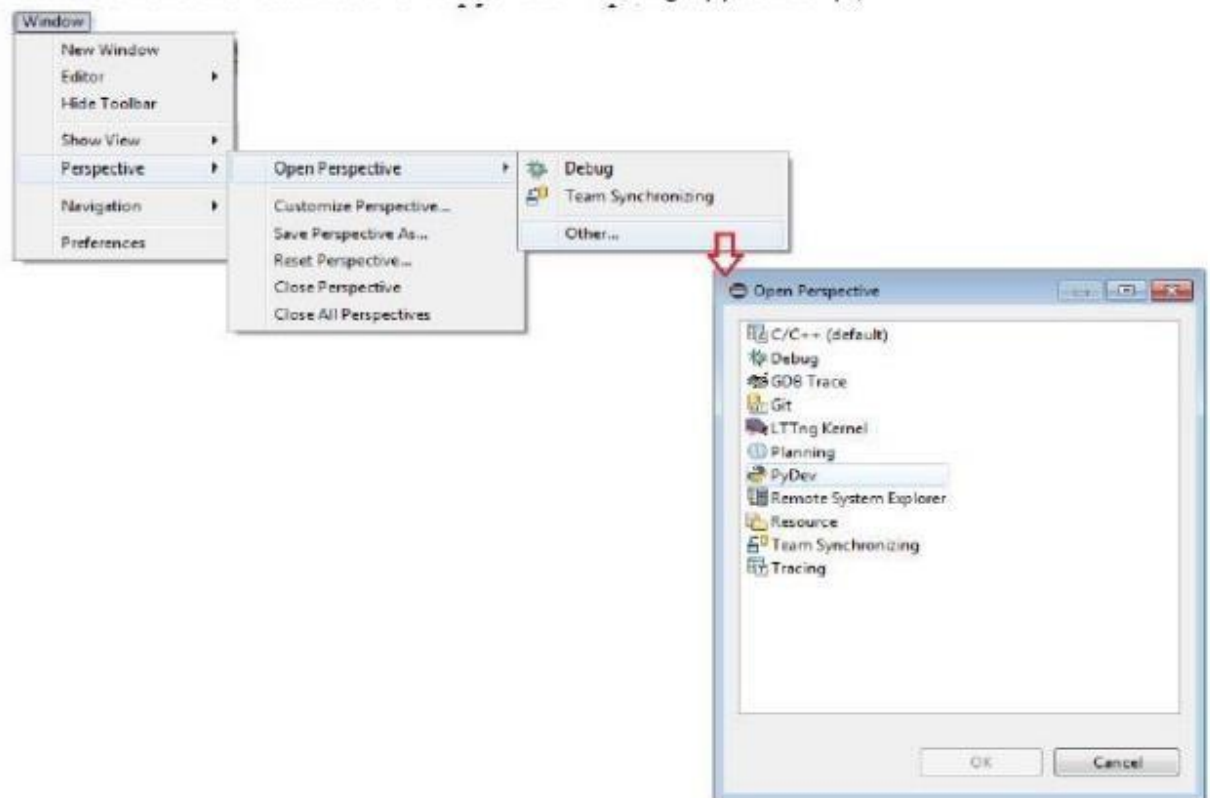 Window
New Window
Editor
Hide Toolbar
Show View
Perspective
Navigation
Preferences
Open Perspective
Customize Perspective...
Save Perspective As...
Reset Perspective...
Close Perspective
Close All Perspectives
Debug
Team Synchronizing
Other...
Open Perspective
C/C++ (default)
Debug
GDB Trace
Git
LTTng Kernel
Planning
PyDev
Remote System Explorer
Resource
Team Synchronizing
Tracing
OK
Cancel